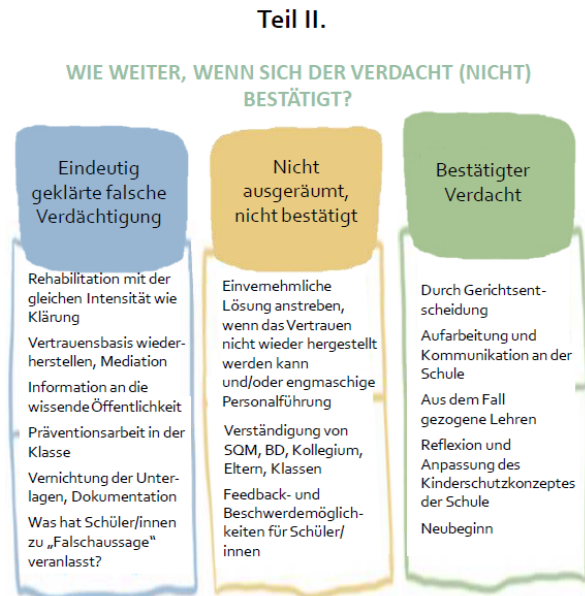 Teil II.
WIE WEITER, WENN SICH DER VERDACHT (NICHT)
BESTÄTIGT?
Eindeutig
geklärte falsche
Verdächtigung
Rehabilitation mit der
gleichen Intensität wie
Klärung
Vertrauensbasis wieder-
herstellen, Mediation
Information an die
wissende Öffentlichkeit
Präventionsarbeit in der
Klasse
Vernichtung der Unter-
lagen, Dokumentation
Was hat Schüler/innen
zu „Falschaussage“
veranlasst?
Nicht
ausgeräumt,
nicht bestätigt
Einvernehmliche
Lösung anstreben,
wenn das Vertrauen
nicht wieder hergestellt
werden kann
und/oder engmaschige
Personalführung
Verständigung von
SQM, BD, Kollegium,
Eltern, Klassen
Feedback- und
Beschwerdemöglich-
keiten für Schüler/
innen
Bestätigter
Verdacht
Durch Gerichtsent-
scheidung
Aufarbeitung und
Kommunikation an der
Schule
Aus dem Fall
gezogene Lehren
Reflexion und
Anpassung des
Kinderschutzkonzeptes
der Schule
Neubeginn